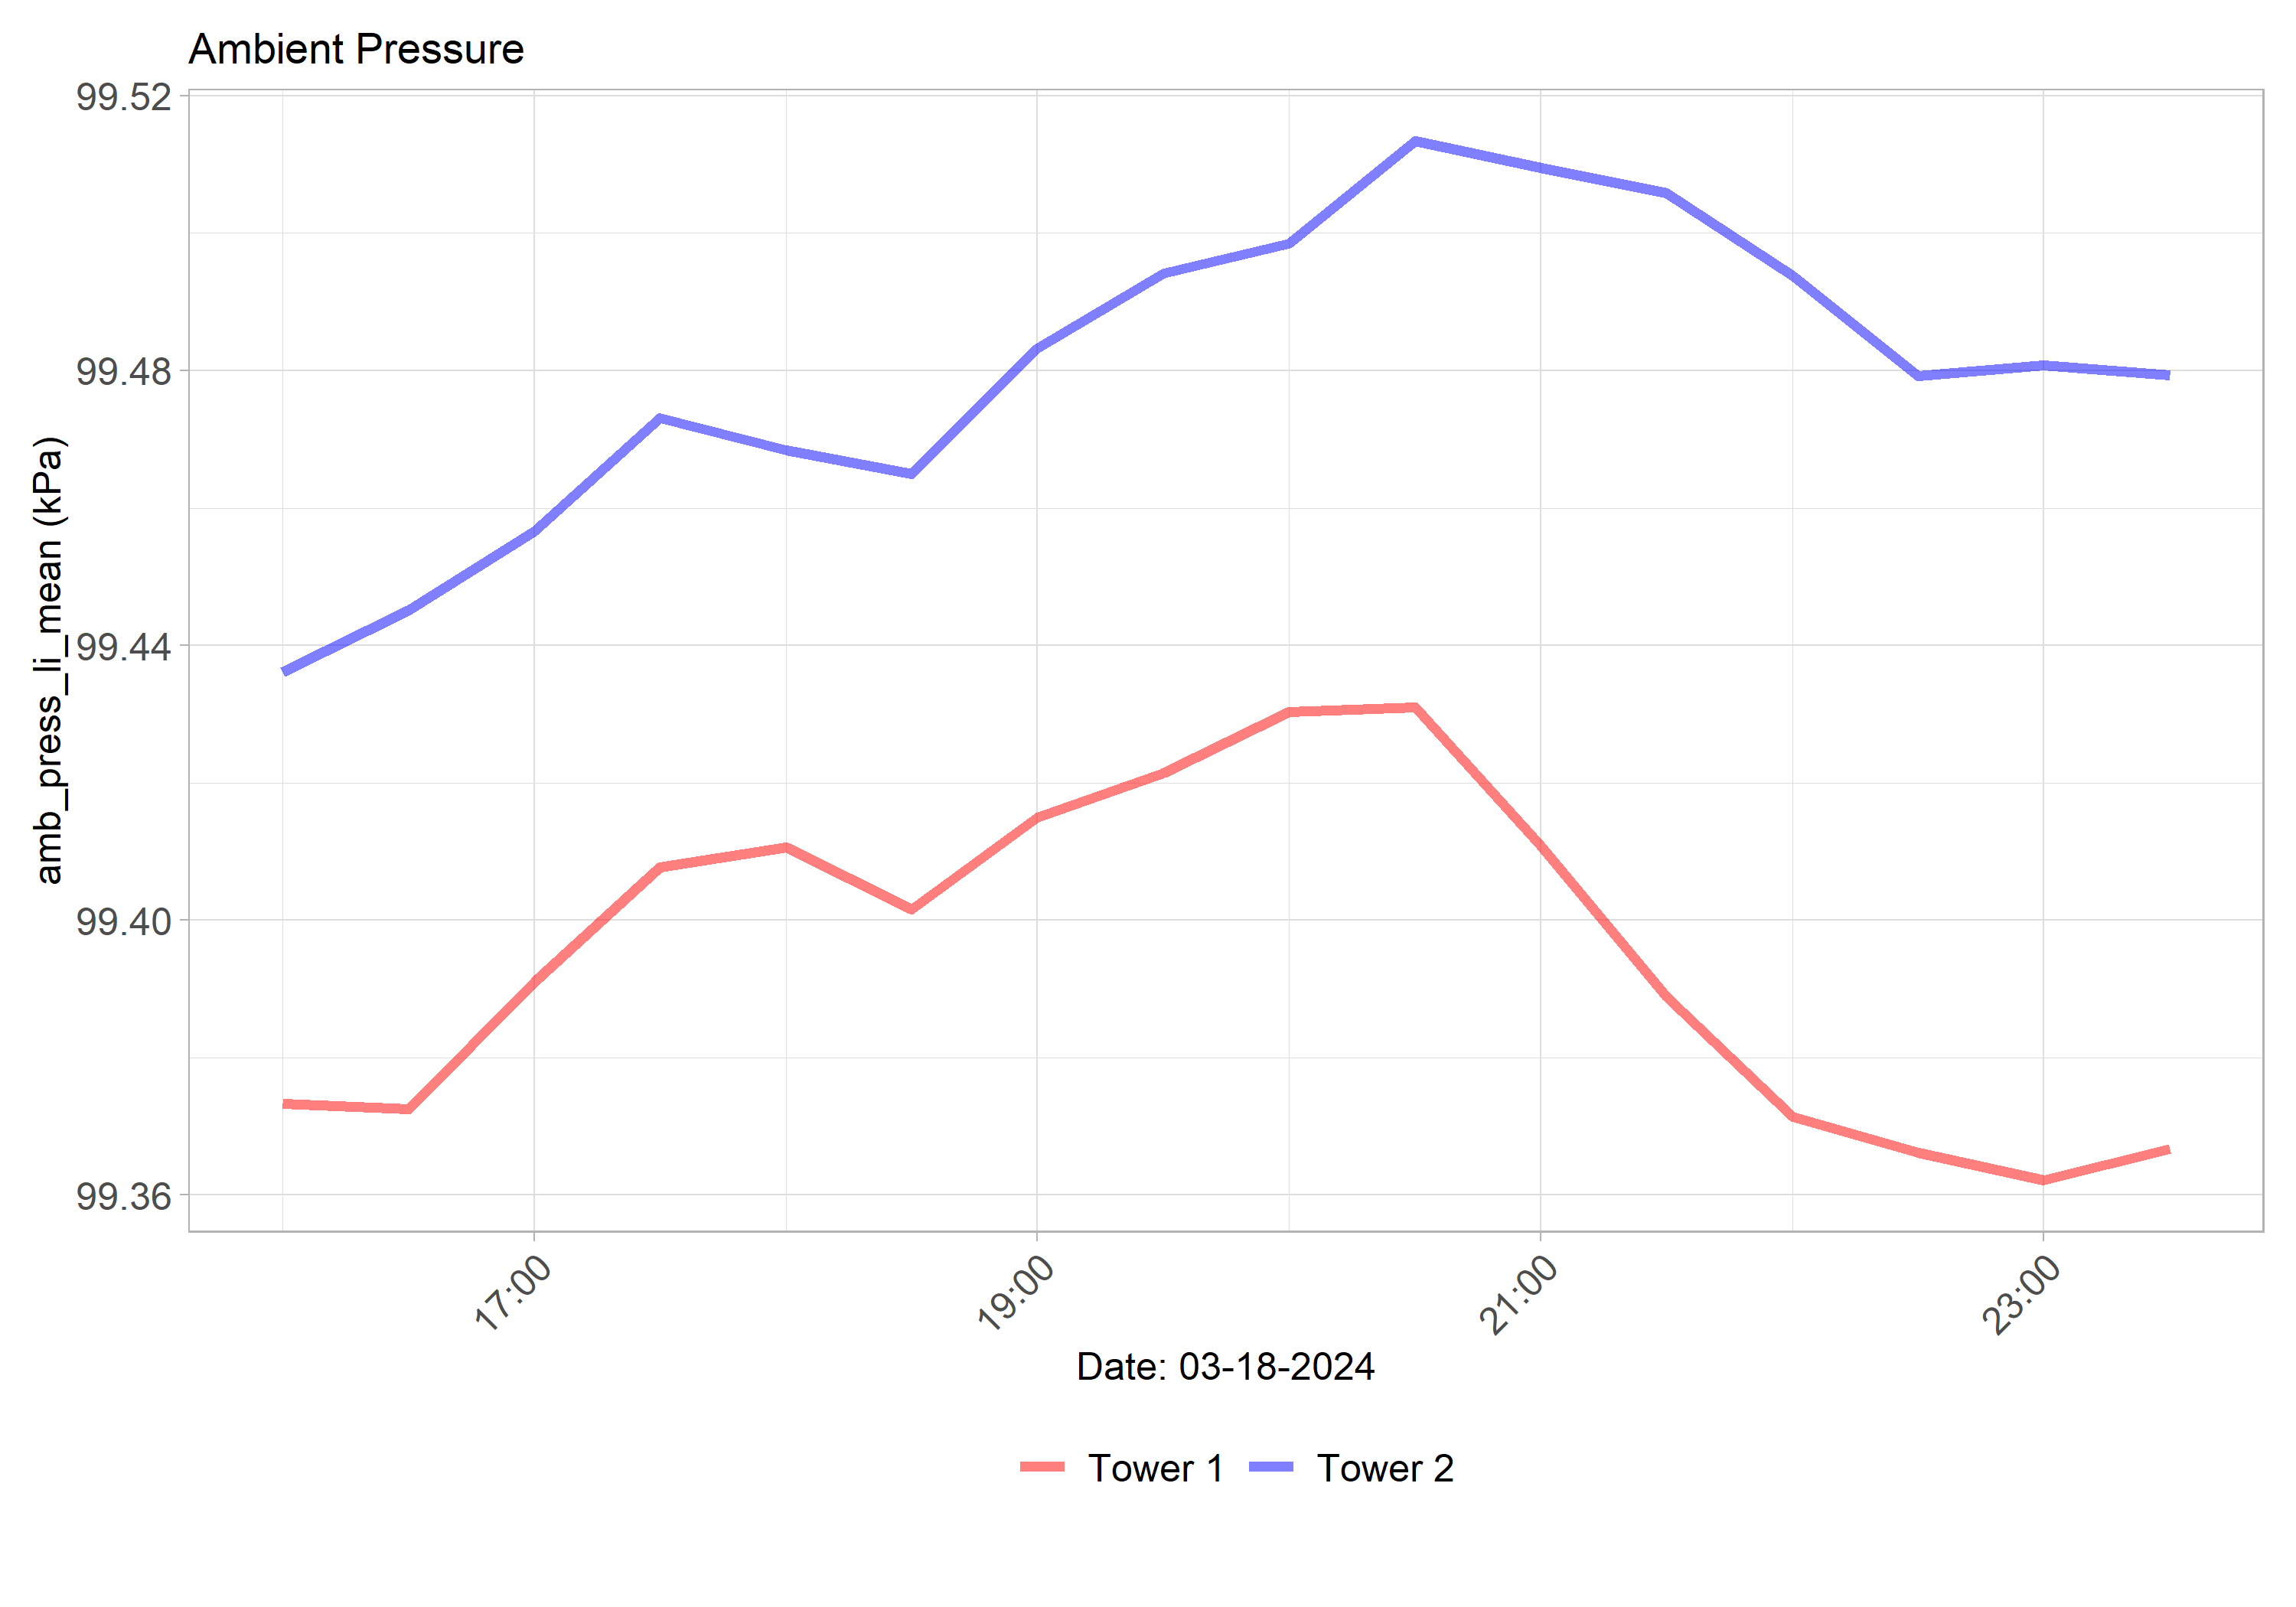 Ambient Pressure
99.52
99.48
99.44
99.40
99.36
amb_press_li_mean (kPa)
17:00
19:00
21:00
23:00
Date: 03-18-2024
Tower 1
Tower 2